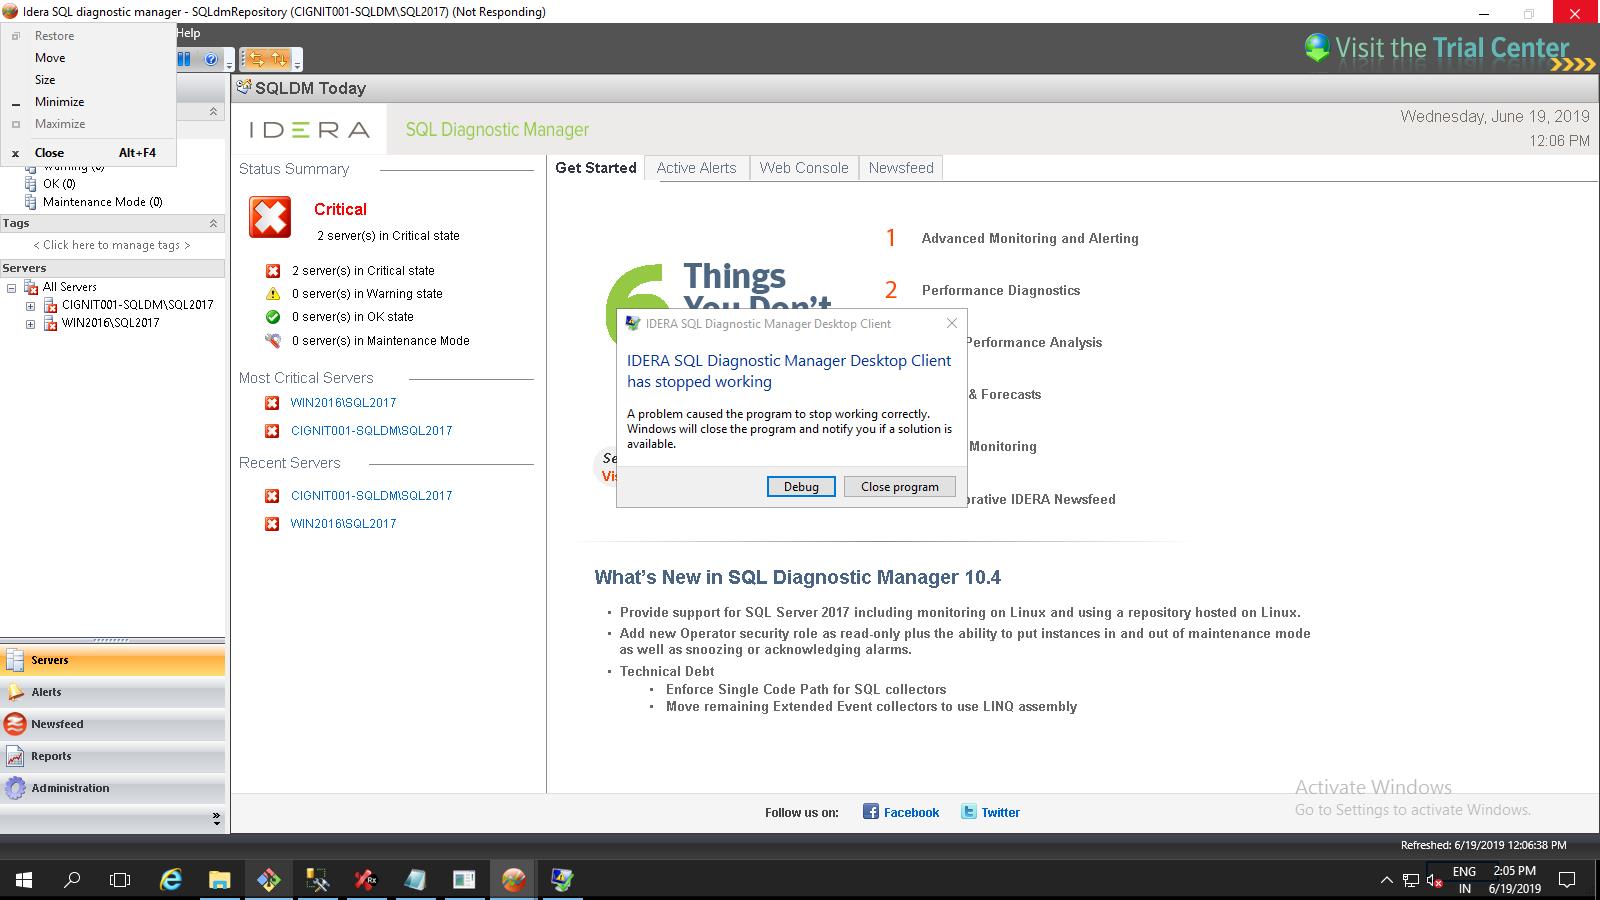 Idera SQL diagnostic manager - SQLdmRepository (CIGNIT001-SQLDM\SQL2017) (Not Responding)
Help
Restore
Move
Size
Minimize
Maximize
Close Alt+F4
Visit the Trial Center
SQLDM Today
IDERA
SQL Diagnostic Manager
Wednesday, June 19, 2019
12:06 PM
Warning (0)
OK (0)
Maintenance Mode (0)
Tags
< Click here to manage tags >
Servers
All Servers
CIGNIT001-SQLDM\SQL2017
WIN2016\SQL2017
Servers
Alerts
Newsfeed
Reports
Administration
Status Summary
Critical
2 server(s) in Critical state
2 server(s) in Critical state
0 server(s) in Warning state
0 server(s) in OK state
0 server(s) in Maintenance Mode
Most Critical Servers
WIN2016\SQL2017
CIGNIT001-SQLDM\SQL2017
Recent Servers
CIGNIT001-SQLDM\SQL2017
WIN2016\SQL2017
Get Started Active Alerts Web Console Newsfeed
6 Things
You Don't
1 Advanced Monitoring and Alerting
2 Performance Diagnostics
Performance Analysis
& Forecasts
Monitoring
IDERA Newsfeed
IDERA SQL Diagnostic Manager Desktop Client
IDERA SQL Diagnostic Manager Desktop Client
has stopped working
A problem caused the program to stop working correctly.
Windows will close the program and notify you if a solution is
available.
Debug Close program
What's New in SQL Diagnostic Manager 10.4
• Provide support for SQL Server 2017 including monitoring on Linux and using a repository hosted on Linux.
• Add new Operator security role as read-only plus the ability to put instances in and out of maintenance mode
as well as snoozing or acknowledging alarms.
• Technical Debt
• Enforce Single Code Path for SQL collectors
• Move remaining Extended Event collectors to use LINQ assembly
Activate Windows
Go to Settings to activate Windows.
Follow us on: Facebook Twitter
Refreshed: 6/19/2019 12:06:38 PM
ENG
IN
2:05 PM
6/19/2019